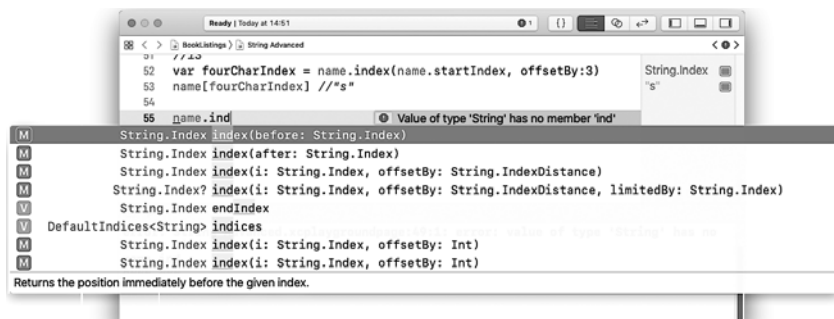 Ready | Today at 14:51
1
{}
BookListings 〉 String Advanced
51 //13
52 var fourCharIndex = name.index(name.startIndex, offsetBy:3) String.Index
53 name[fourCharIndex] //"s" "s"
54
55 name.ind Value of type 'String' has no member 'ind'
M String.Index index(before: String.Index)
M String.Index index(after: String.Index)
M String.Index index(i: String.Index, offsetBy: String.IndexDistance)
M String.Index? index(i: String.Index, offsetBy: String.IndexDistance, limitedBy: String.Index)
V String.Index endIndex
V DefaultIndices<String> indices
M String.Index index(i: String.Index, offsetBy: Int)
M String.Index index(i: String.Index, offsetBy: Int)
Returns the position immediately before the given index.